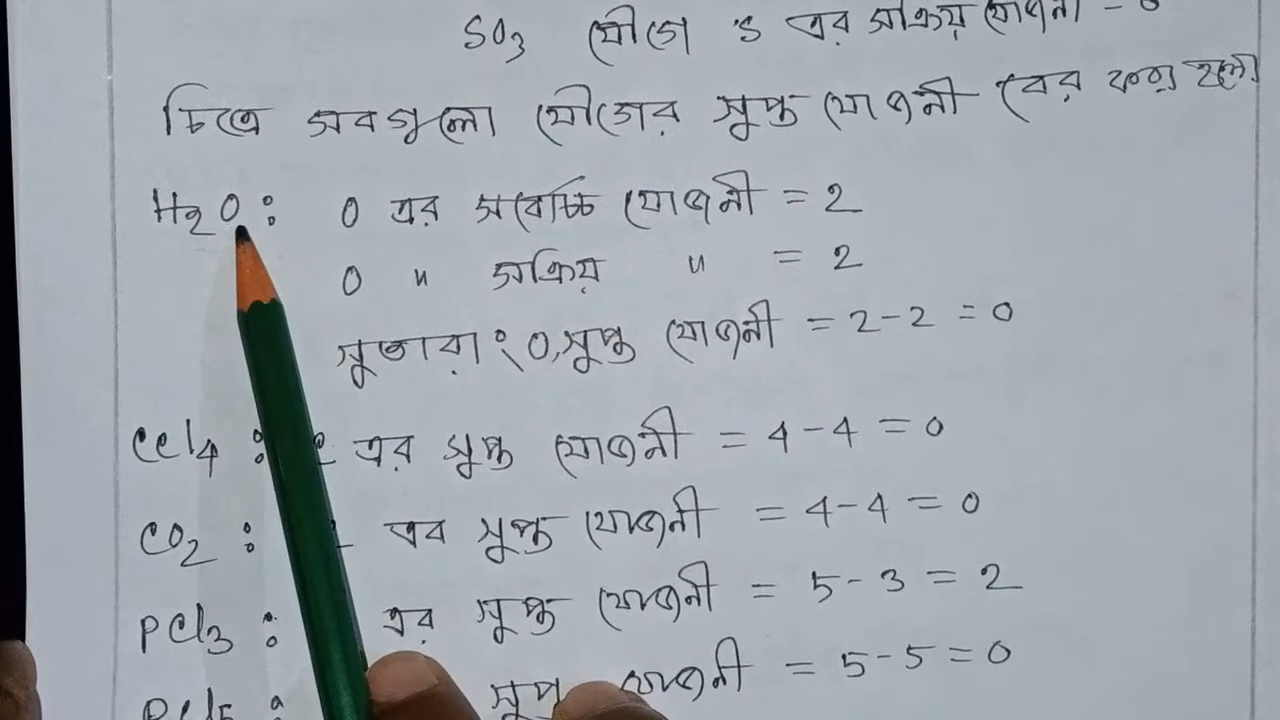 SO3 যৌগে S এর সক্রিয় যোজনী -
চিত্রে সবগুলো যৌগের সুপ্ত যোজনী বের করা হলো
H2O: O এর সর্বোচ্চ যোজনী = 2
O " সক্রিয় " = 2
সুতারাং O, সুপ্ত যোজনী = 2-2 = 0
CCl4 : এর সুপ্ত যোজনী = 4-4 = 0
CO2 : এর সুপ্ত যোজনী = 4-4 = 0
PCl3 : এর সুপ্ত যোজনী = 5-3 = 2
PCl5 : সুপ্ত যোজনী = 5-5 = 0